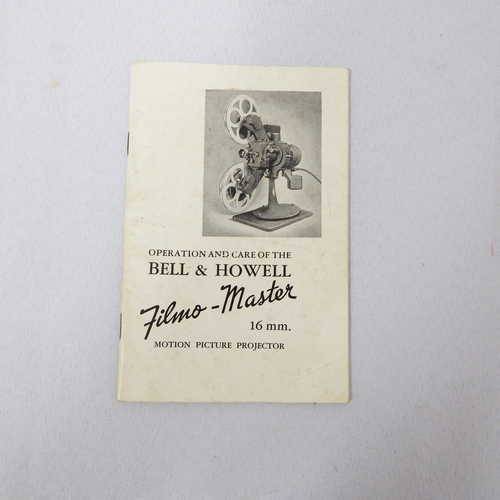 OPERATION AND CARE OF THE
BELL & HOWELL
Filmo-Master
16 mm.
MOTION PICTURE PROJECTOR